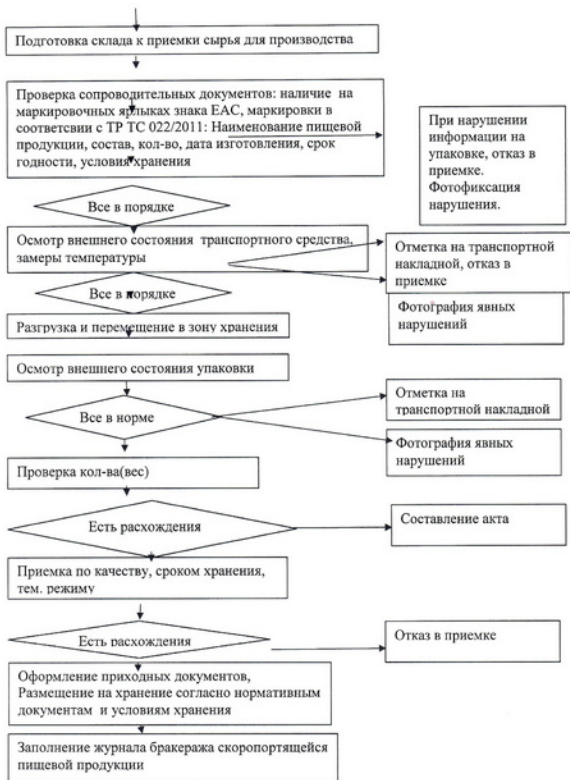 Подготовка склада к приемки сырья для производства
Проверка сопроводительных документов: наличие на
маркировочных ярлыках знака ЕАС, маркировки в
соответсвии с ТР ТС 022/2011: Наименование пищевой
продукции, состав, кол-во, дата изготовления, срок
годности, условия хранения
При нарушении
информации на
упаковке, отказ в
приемке.
Фотофиксация
нарушения.
Все в порядке
Осмотр внешнего состояния транспортного средства,
замеры температуры
Отметка на транспортной
накладной, отказ в
приемке
Все в порядке
Фотография явных
нарушений
Разгрузка и перемещение в зону хранения
Осмотр внешнего состояния упаковки
Все в норме
Отметка на
транспортной накладной
Фотография явных
нарушений
Проверка кол-ва(вес)
Есть расхождения
Составление акта
Приемка по качеству, сроком хранения,
тем. режиму
Есть расхождения
Отказ в приемке
Оформление приходных документов,
Размещение на хранение согласно нормативным
документам и условиям хранения
Заполнение журнала бракеража скоропортящейся
пищевой продукции